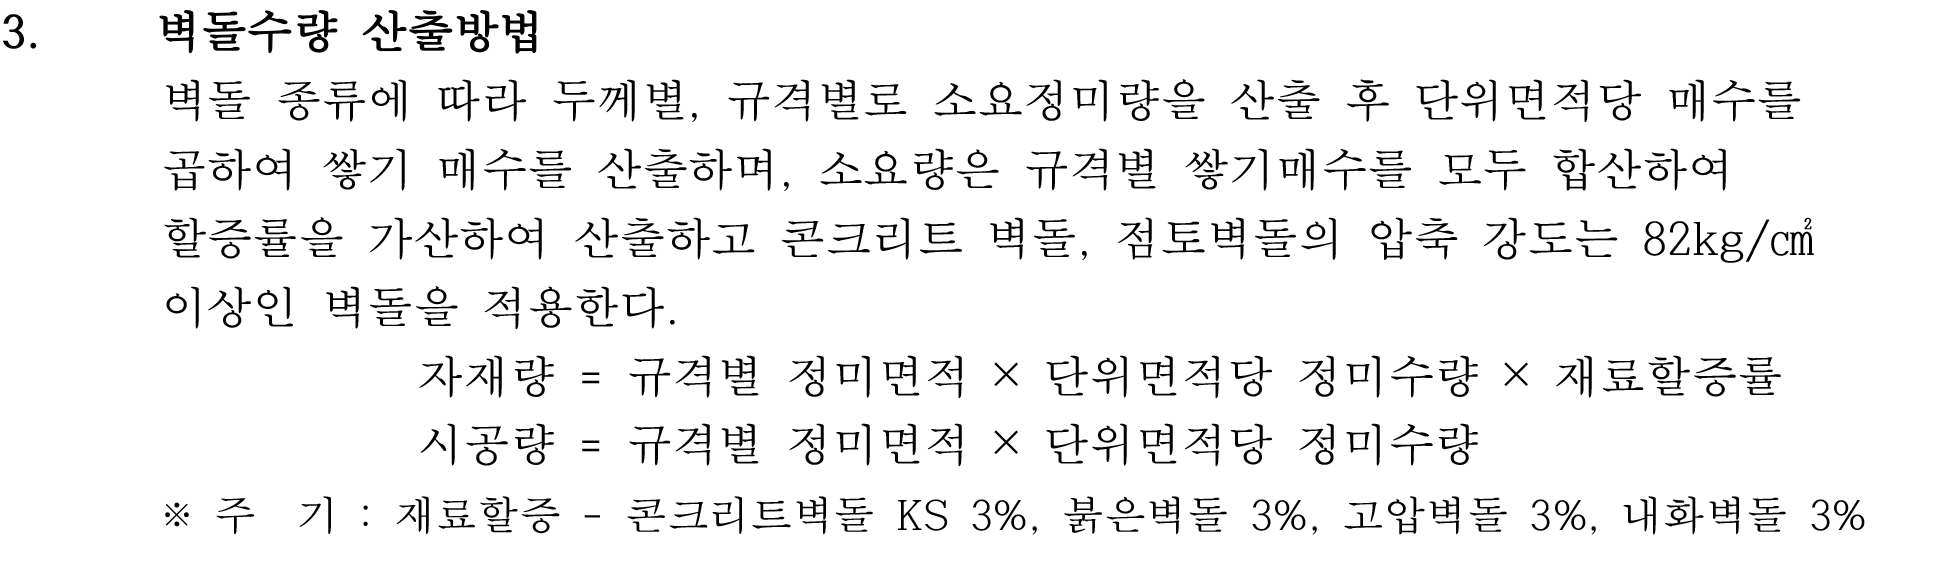 3. 벽돌수량 산출방법
벽돌 종류에 따라 두께별, 규격별로 소요정미량을 산출 후 단위면적당 매수를
곱하여 쌓기 매수를 산출하며, 소요량은 규격별 쌓기매수를 모두 합산하여
할증률을 가산하여 산출하고 콘크리트 벽돌, 점토벽돌의 압축 강도는 82kg/㎠
이상인 벽돌을 적용한다.
자재량 = 규격별 정미면적 × 단위면적당 정미수량 × 재료할증률
시공량 = 규격별 정미면적 × 단위면적당 정미수량
※ 주 기 : 재료할증 - 콘크리트벽돌 KS 3%, 붉은벽돌 3%, 고압벽돌 3%, 내화벽돌 3%